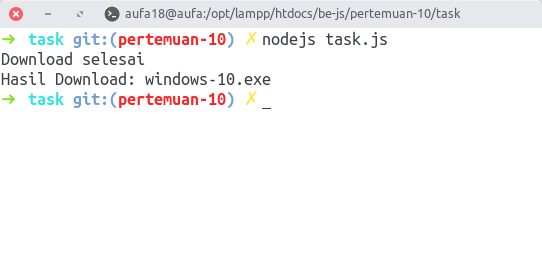 aufa18@aufa:/opt/lampp/htdocs/be-js/pertemuan-10/task
➜ task git:(pertemuan-10) ✗ nodejs task.js
Download selesai
Hasil Download: windows-10.exe
➜ task git:(pertemuan-10) ✗ _